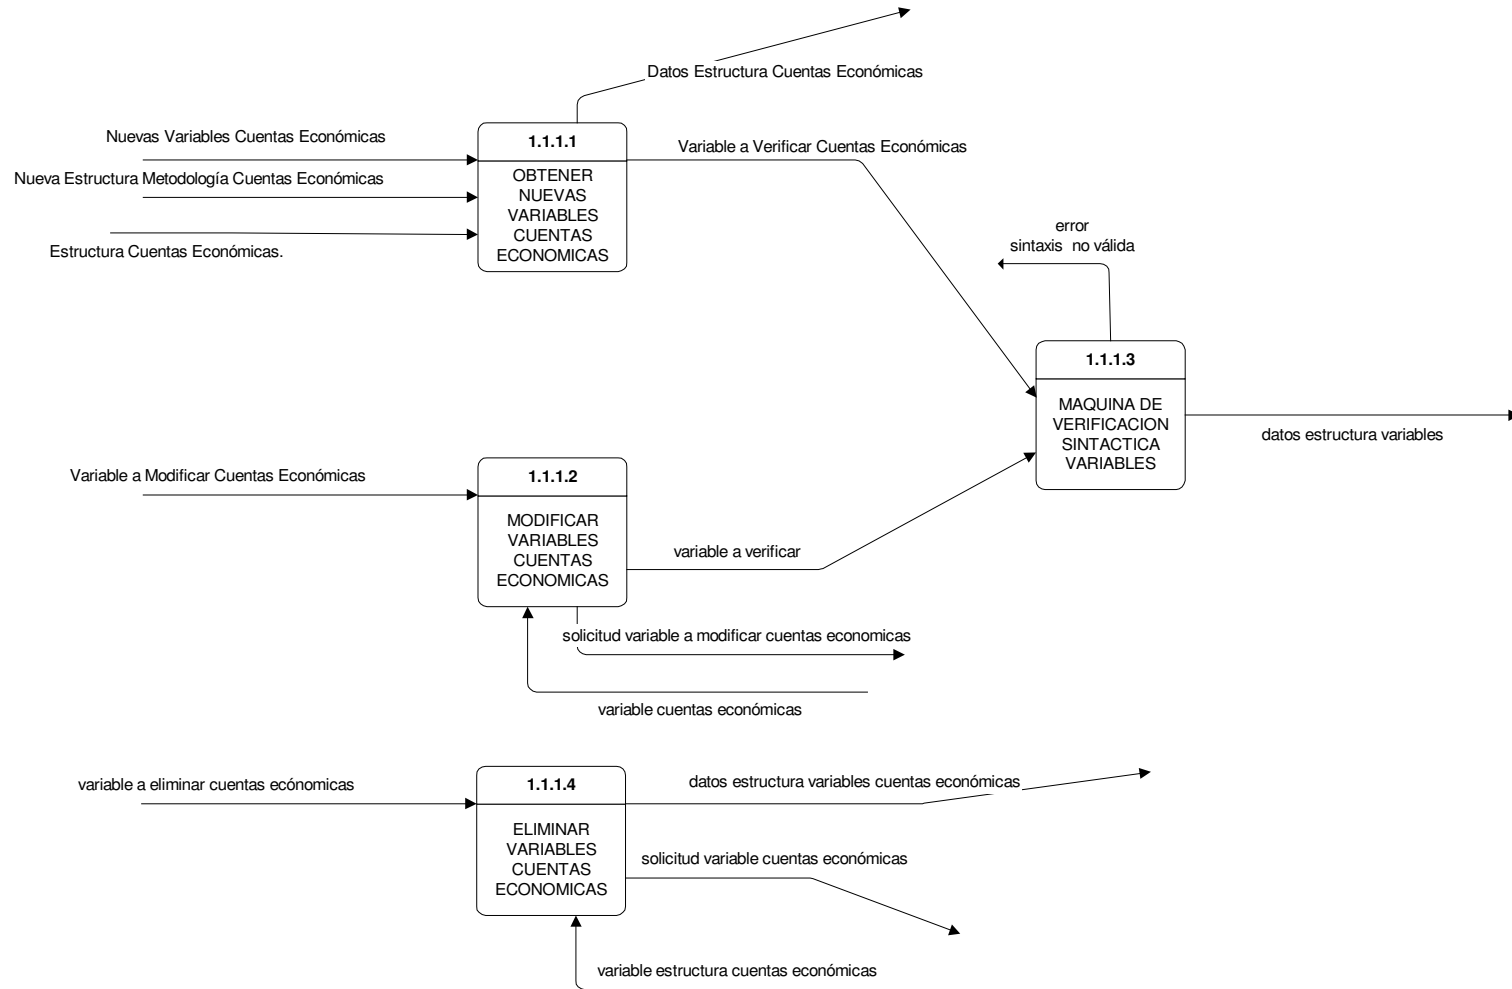 Datos Estructura Cuentas Económicas
Nuevas Variables Cuentas Económicas
Nueva Estructura Metodología Cuentas Económicas
Estructura Cuentas Económicas.
1.1.1.1
OBTENER
NUEVAS
VARIABLES
CUENTAS
ECONOMICAS
Variable a Verificar Cuentas Económicas
error
sintaxis  no válida
1.1.1.3
MAQUINA DE
VERIFICACION
SINTACTICA
VARIABLES
datos estructura variables
Variable a Modificar Cuentas Económicas
1.1.1.2
MODIFICAR
VARIABLES
CUENTAS
ECONOMICAS
variable a verificar
solicitud variable a modificar cuentas economicas
variable cuentas económicas
variable a eliminar cuentas ecónomicas
1.1.1.4
ELIMINAR
VARIABLES
CUENTAS
ECONOMICAS
datos estructura variables cuentas económicas
solicitud variable cuentas económicas
variable estructura cuentas económicas